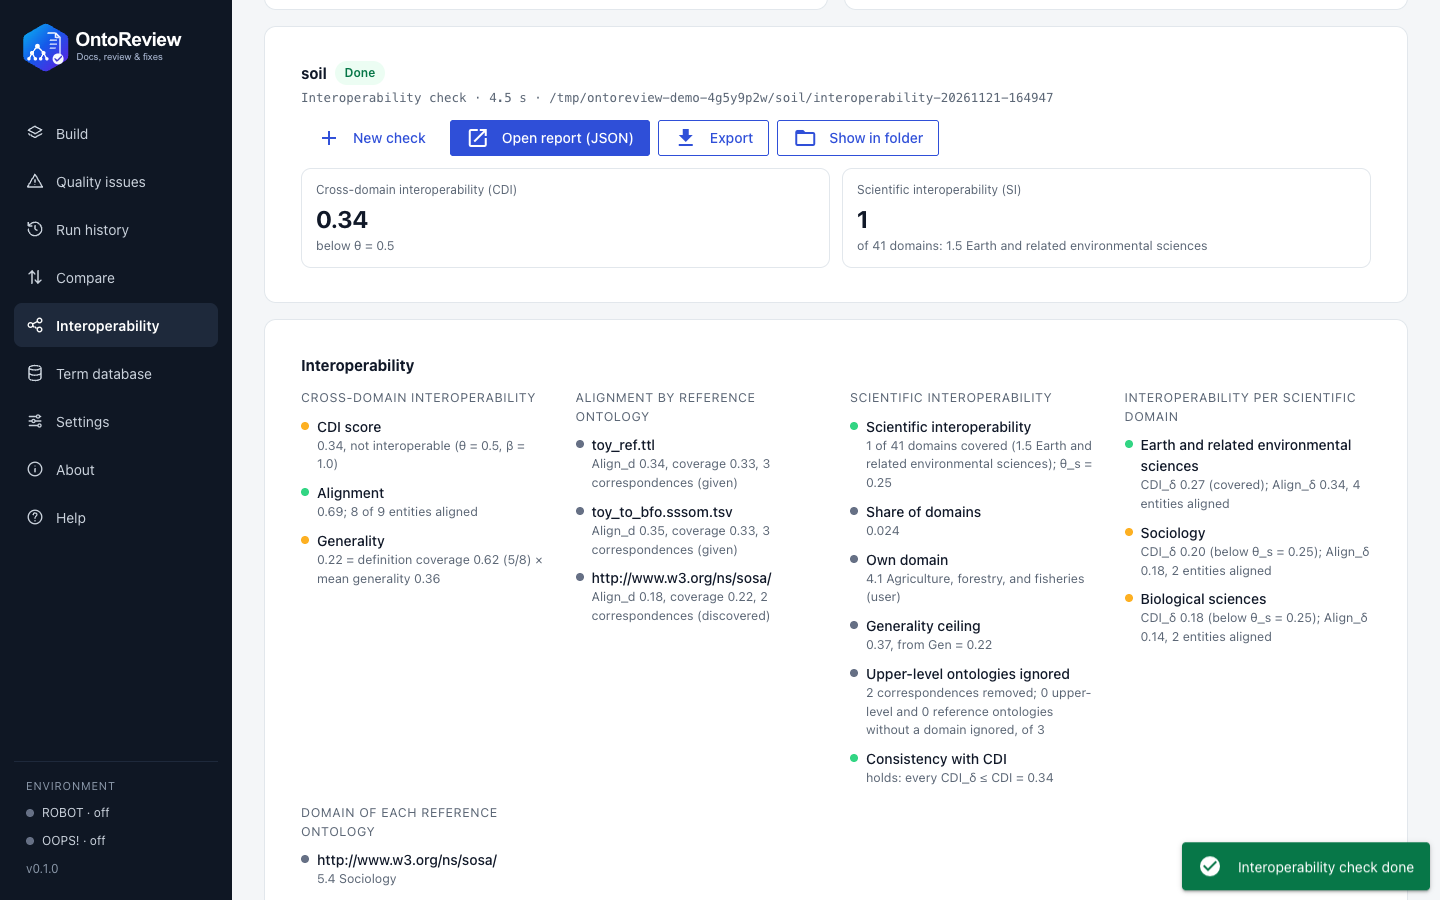 OntoReview
Docs, review & fixes
Build
Quality issues
Run history
Compare
Interoperability
Term database
Settings
About
Help
ENVIRONMENT
ROBOT · off
OOPS! · off
v0.1.0
soil
Done
Interoperability check · 4.5 s · /tmp/ontoreview-demo-4g5y9p2w/soil/interoperability-20261121-164947
New check
Open report (JSON)
Export
Show in folder
Cross-domain interoperability (CDI)
0.34
below θ = 0.5
Scientific interoperability (SI)
1
of 41 domains: 1.5 Earth and related environmental sciences
Interoperability
CROSS-DOMAIN INTEROPERABILITY
CDI score
0.34, not interoperable (θ = 0.5, β =
1.0)
Alignment
0.69; 8 of 9 entities aligned
Generality
0.22 = definition coverage 0.62 (5/8) ×
mean generality 0.36
ALIGNMENT BY REFERENCE
ONTOLOGY
toy_ref.ttl
Align_d 0.34, coverage 0.33, 3
correspondences (given)
toy_to_bfo.sssom.tsv
Align_d 0.35, coverage 0.33, 3
correspondences (given)
http://www.w3.org/ns/sosa/
Align_d 0.18, coverage 0.22, 2
correspondences (discovered)
SCIENTIFIC INTEROPERABILITY
Scientific interoperability
1 of 41 domains covered (1.5 Earth and
related environmental sciences); θ_s =
0.25
Share of domains
0.024
Own domain
4.1 Agriculture, forestry, and fisheries
(user)
Generality ceiling
0.37, from Gen = 0.22
Upper-level ontologies ignored
2 correspondences removed; 0 upper-
level and 0 reference ontologies
without a domain ignored, of 3
Consistency with CDI
holds: every CDI_δ ≤ CDI = 0.34
INTEROPERABILITY PER SCIENTIFIC
DOMAIN
Earth and related environmental
sciences
CDI_δ 0.27 (covered); Align_δ 0.34, 4
entities aligned
Sociology
CDI_δ 0.20 (below θ_s = 0.25); Align_δ
0.18, 2 entities aligned
Biological sciences
CDI_δ 0.18 (below θ_s = 0.25); Align_δ
0.14, 2 entities aligned
DOMAIN OF EACH REFERENCE
ONTOLOGY
http://www.w3.org/ns/sosa/
5.4 Sociology
Interoperability check done